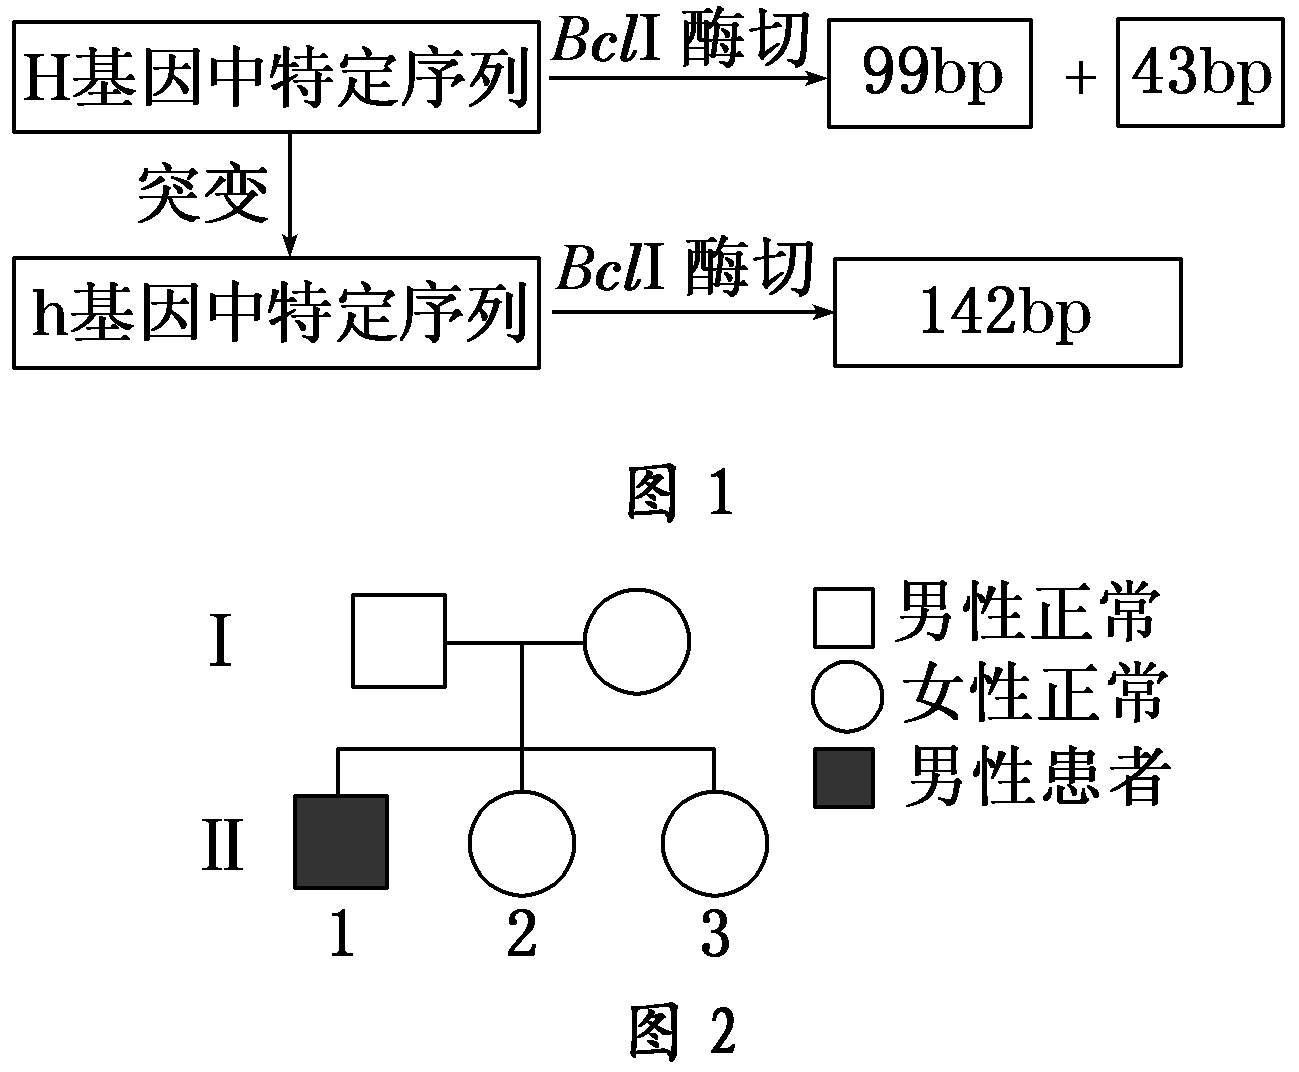 H基因中特定序列 BclI 酶切 99bp + 43bp
突变
h基因中特定序列 BclI 酶切 142bp
图 1
I
男性正常
女性正常
男性患者
II
1 2 3
图 2